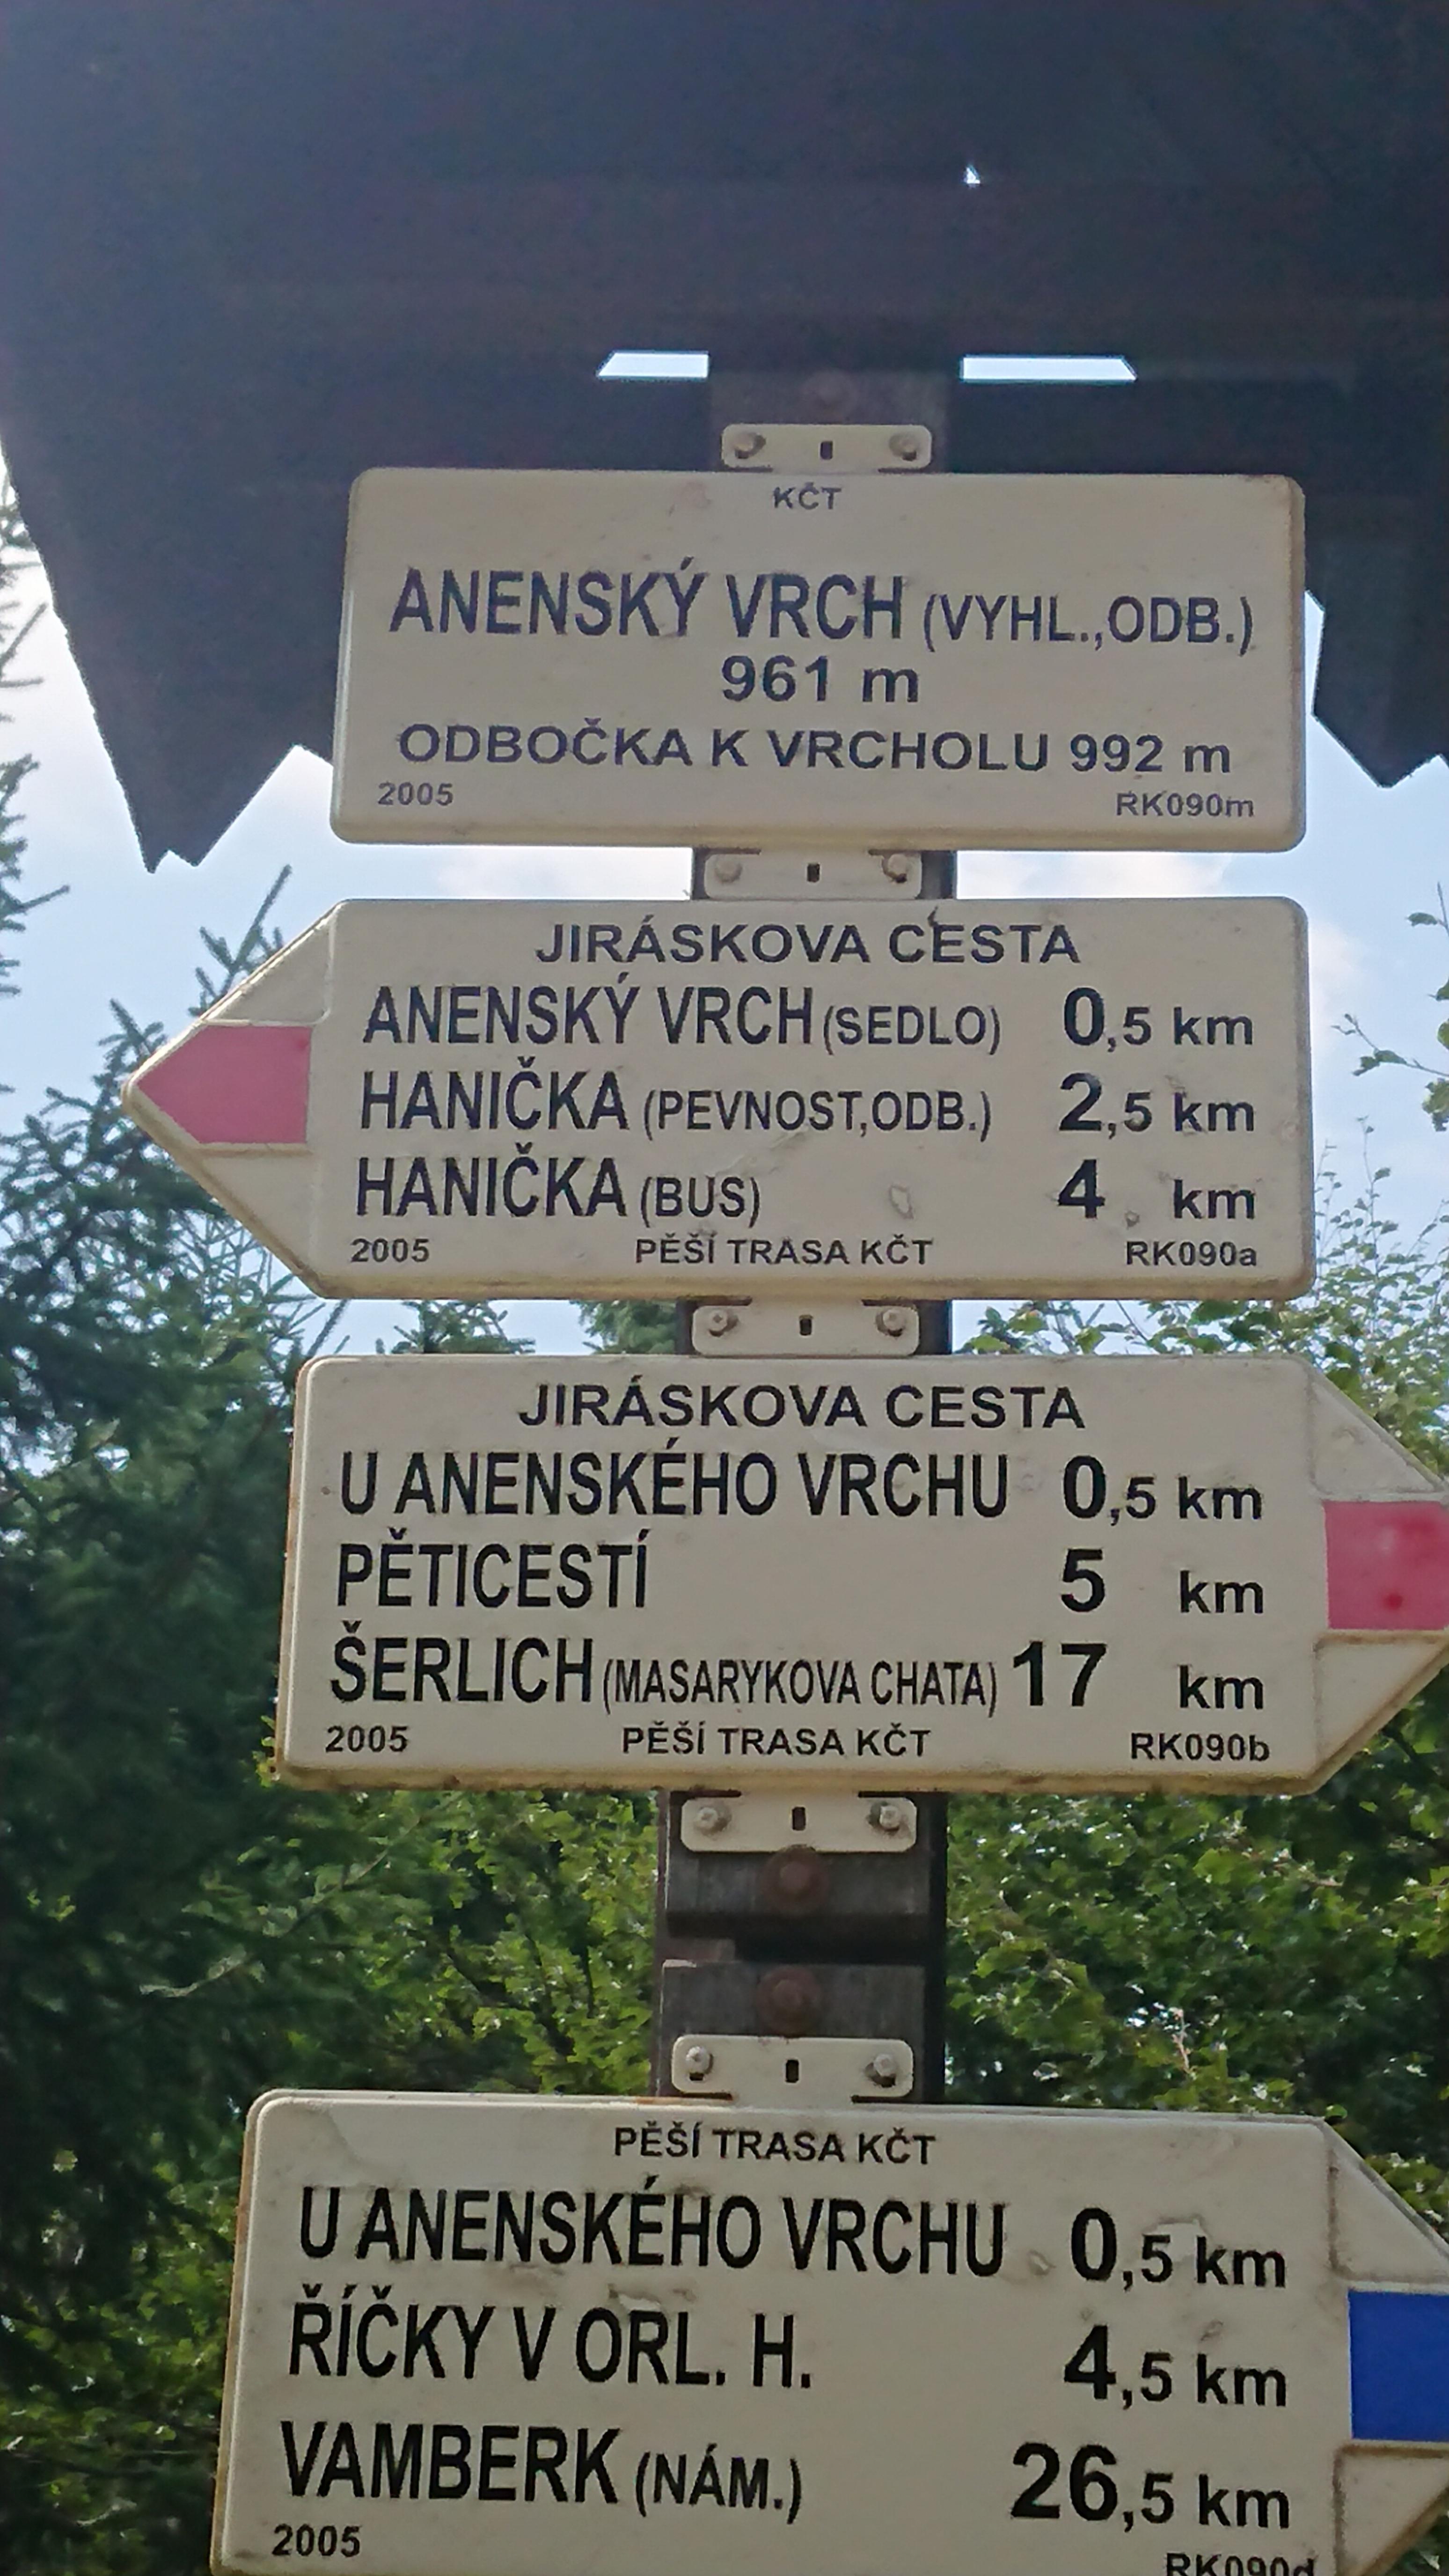 KČT
ANENSKÝ VRCH (VYHL.,ODB.)
961 m
ODBOČKA K VRCHOLU 992 m
2005 RK090m
JIRÁSKOVA CESTA
ANENSKÝ VRCH (SEDLO) 0,5 km
HANIČKA (PEVNOST,ODB.) 2,5 km
HANIČKA (BUS) 4 km
2005 PĚŠÍ TRASA KČT RK090a
JIRÁSKOVA CESTA
U ANENSKÉHO VRCHU 0,5 km
PĚTICESTÍ 5 km
ŠERLICH (MASARYKOVA CHATA) 17 km
2005 PĚŠÍ TRASA KČT RK090b
PĚŠÍ TRASA KČT
U ANENSKÉHO VRCHU 0,5 km
ŘÍČKY V ORL. H. 4,5 km
VAMBERK (NÁM.) 26,5 km
2005 RK090d